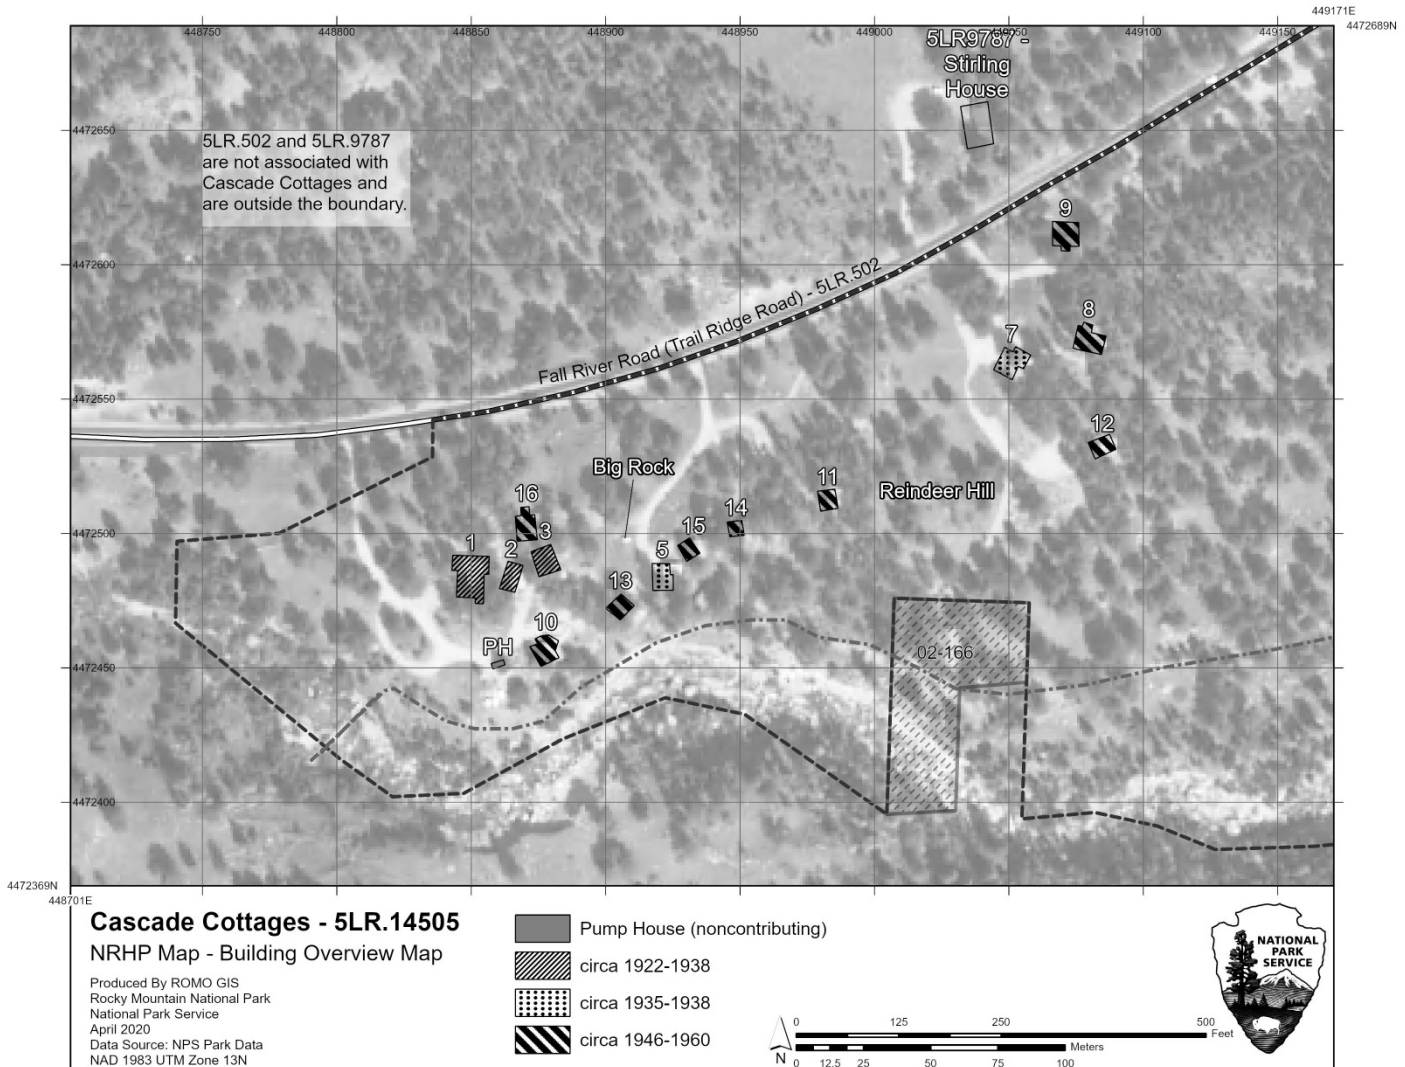 449171E
448750 448800 448850 448900 448950 449000 449050 449100 449150
4472689N
5LR9787 -
Stirling
House
4472650
5LR.502 and 5LR.9787
are not associated with
Cascade Cottages and
are outside the boundary.
9
4472600
Fall River Road (Trail Ridge Road) - 5LR.502
8
7
4472550
12
Big Rock
11
Reindeer Hill
16
14
15
4472500
3
1
2
5
13
10
PH
02-166
4472450
4472400
4472369N
448701E
Cascade Cottages - 5LR.14505
NRHP Map - Building Overview Map
Produced By ROMO GIS
Rocky Mountain National Park
National Park Service
April 2020
Data Source: NPS Park Data
NAD 1983 UTM Zone 13N
Pump House (noncontributing)
circa 1922-1938
circa 1935-1938
circa 1946-1960
N
0 125 250 500
Feet
Meters
0 12.5 25 50 75 100
NATIONAL
PARK
SERVICE